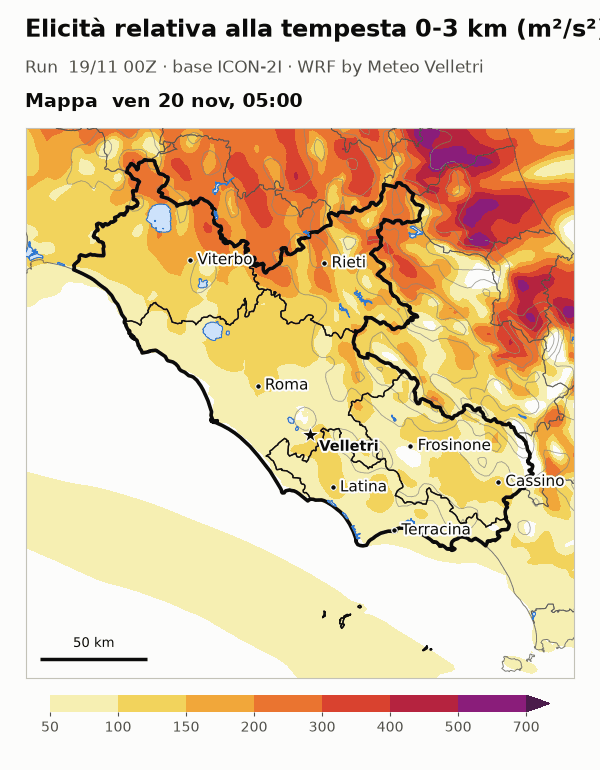 Elicità relativa alla tempesta 0-3 km (m²/s²)
Run  19/11 00Z · base ICON-2I · WRF by Meteo Velletri
Mappa  ven 20 nov, 05:00
Viterbo
Rieti
Roma
Velletri
Frosinone
Latina
Cassino
Terracina
50 km
50 100 150 200 300 400 500 700